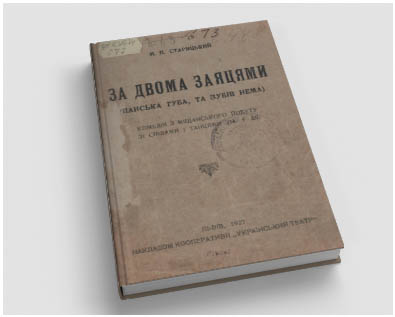 М. П. СТАРИЦЬКИЙ
ЗА ДВОМА ЗАЯЦЯМИ
(ПАНСЬКА ГУБА, ТА ЗУБІВ НЕМА)
КОМЕДІЯ З МІЩАНСЬКОГО ПОБУТУ
ЗІ СПІВАМИ І ТАНЦЯМИ
ЛЬВІВ, 1927
НАКЛАДОМ КООПЕРАТИВИ „УКРАЇНСЬКИЙ ТЕАТР"